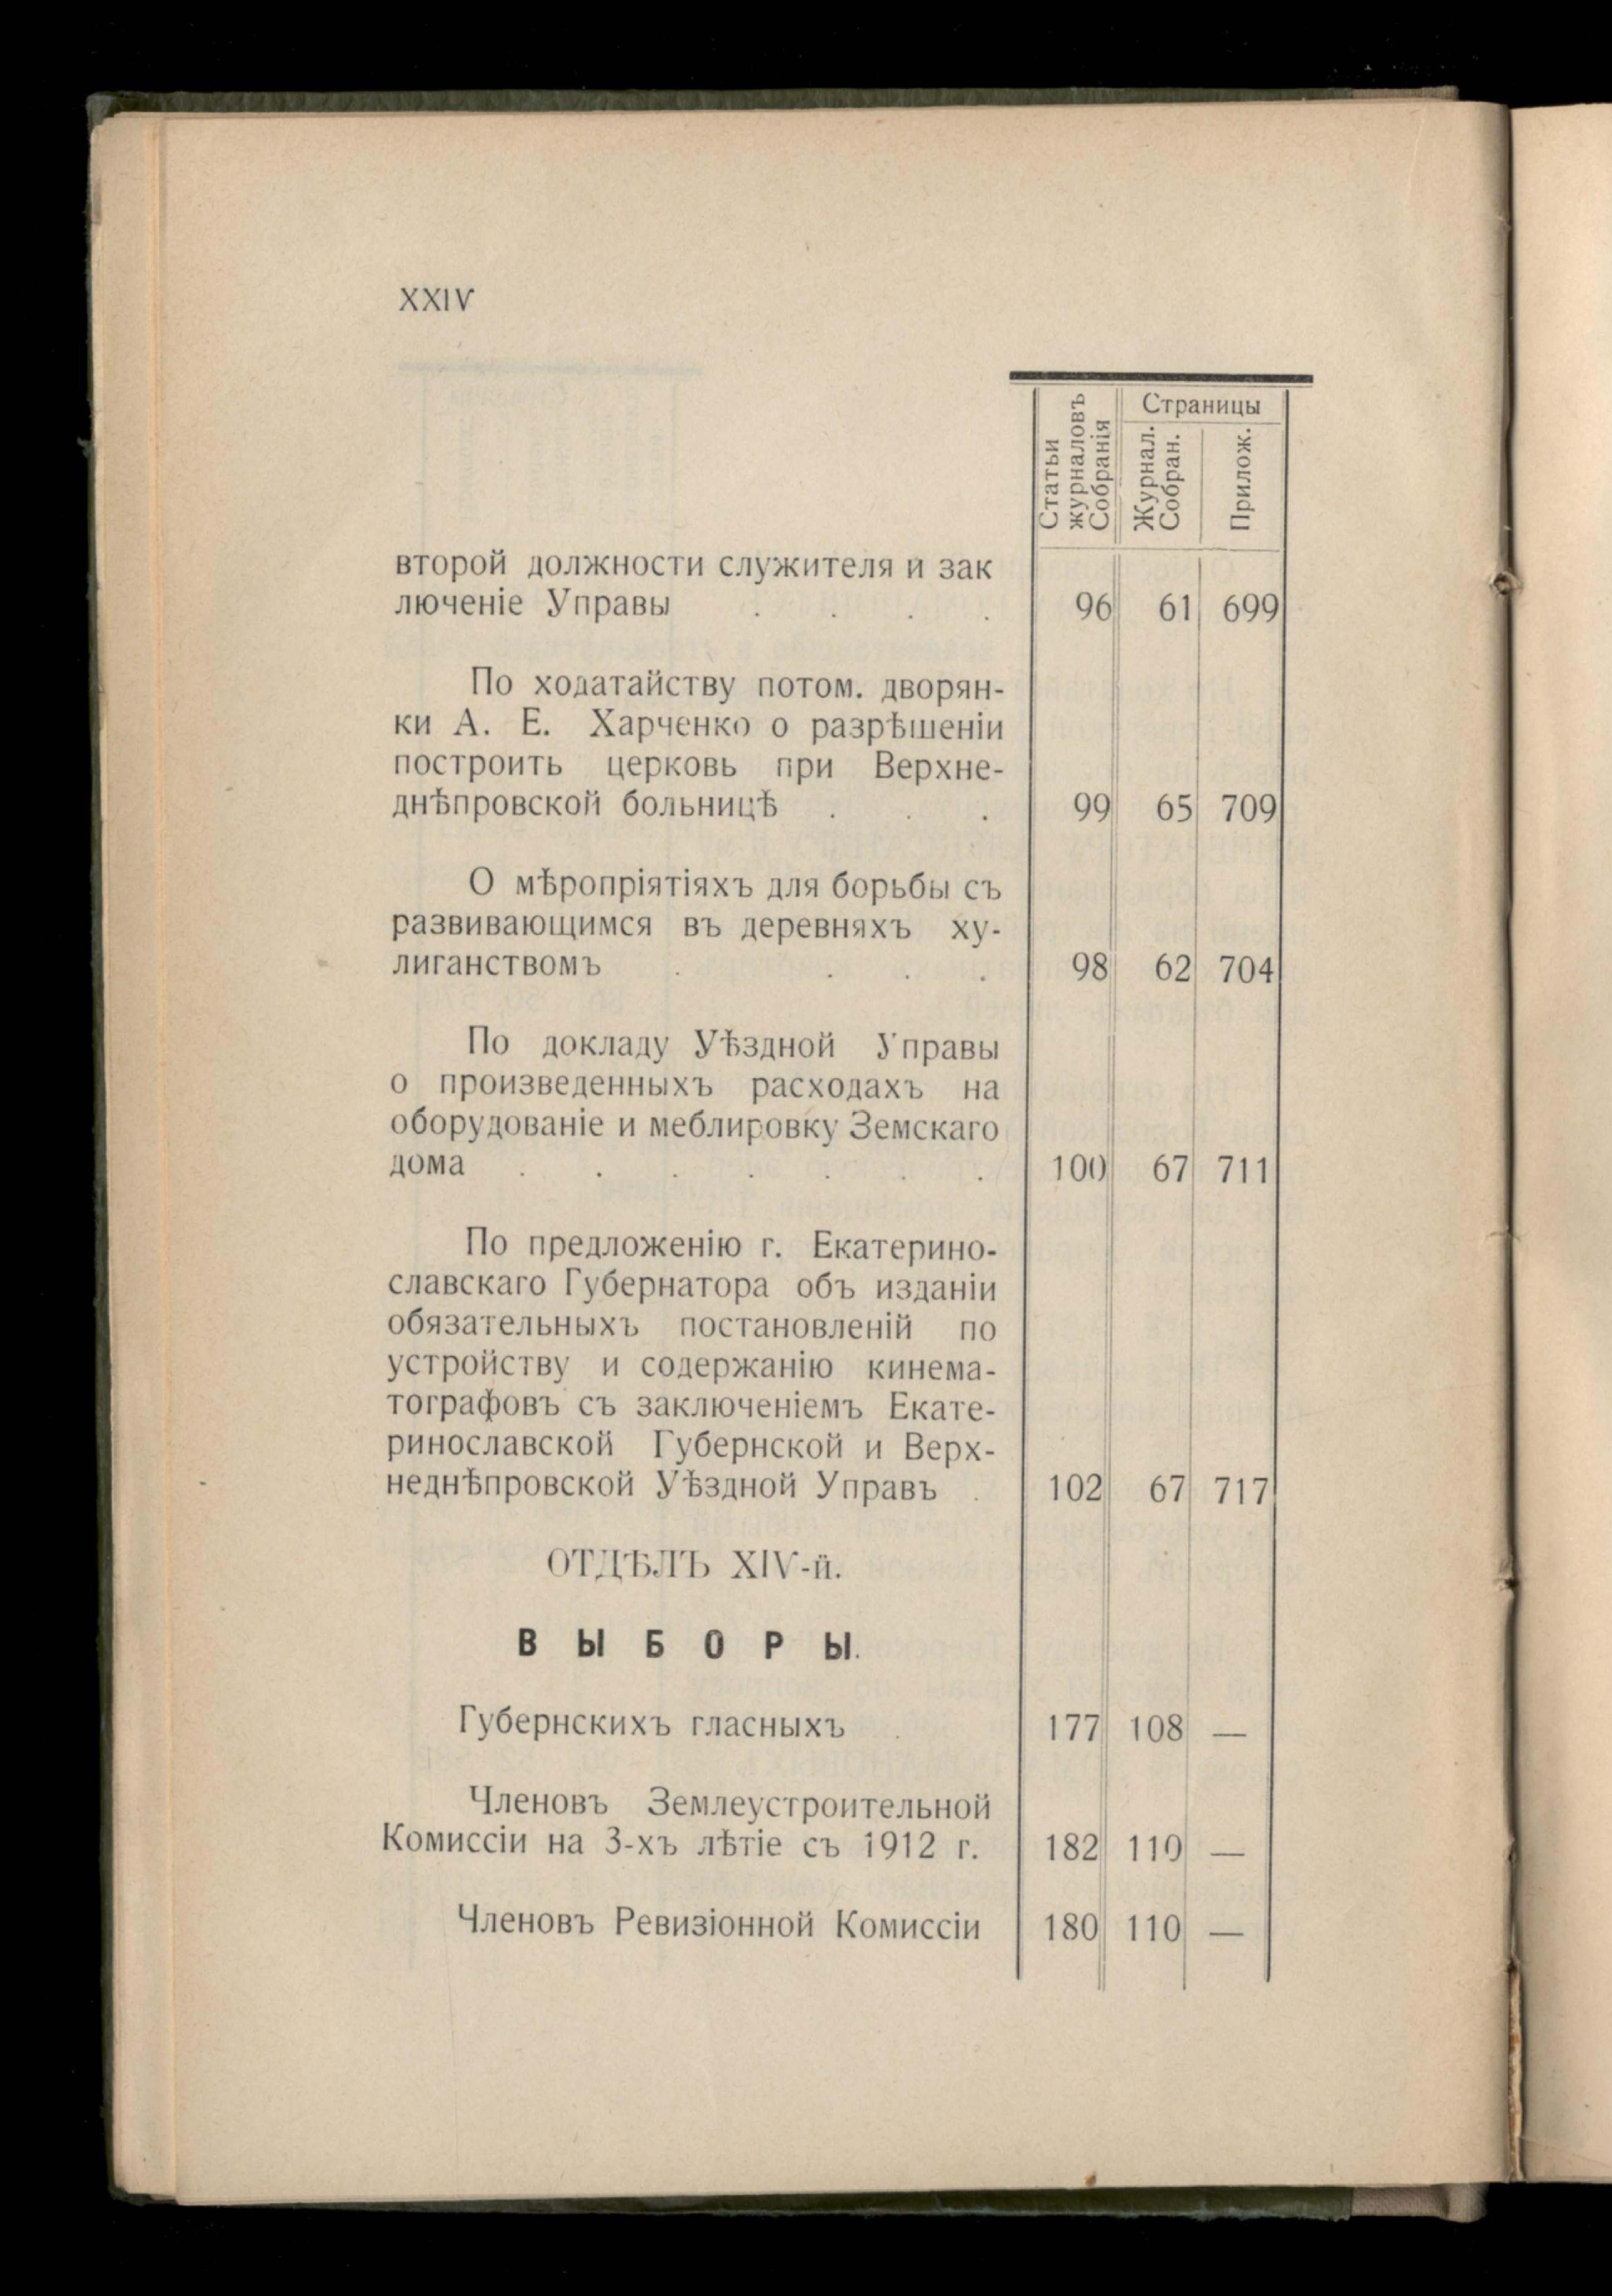 XXIV
Статьи журналовъ Собранія
Страницы
Журнал. Собран.
Прилож.
второй должности служителя и зак
люченіе Управы . . . . 96 61 699
По ходатайству потом. дворян-
ки А. Е. Харченко о разрѣшеніи
построить церковь при Верхне-
днѣпровской больницѣ . . . 99 65 709
О мѣропріятіяхъ для борьбы съ
развивающимся въ деревняхъ ху-
лиганствомъ . . . . 98 62 704
По докладу Уѣздной Управы
о произведенныхъ расходахъ на
оборудованіе и меблировку Земскаго
дома . . . . . . . 100 67 711
По предложенію г. Екатерино-
славскаго Губернатора объ изданіи
обязательныхъ постановленій по
устройству и содержанію кинема-
тографовъ съ заключеніемъ Екате-
ринославской Губернской и Верх-
неднѣпровской Уѣздной Управъ . 102 67 717
ОТДѢЛЪ XIV-й.
ВЫБОРЫ.
Губернскихъ гласныхъ . 177 108 —
Членовъ Землеустроительной
Комиссіи на 3-хъ лѣтіе съ 1912 г. 182 110 —
Членовъ Ревизіонной Комиссіи 180 110 —